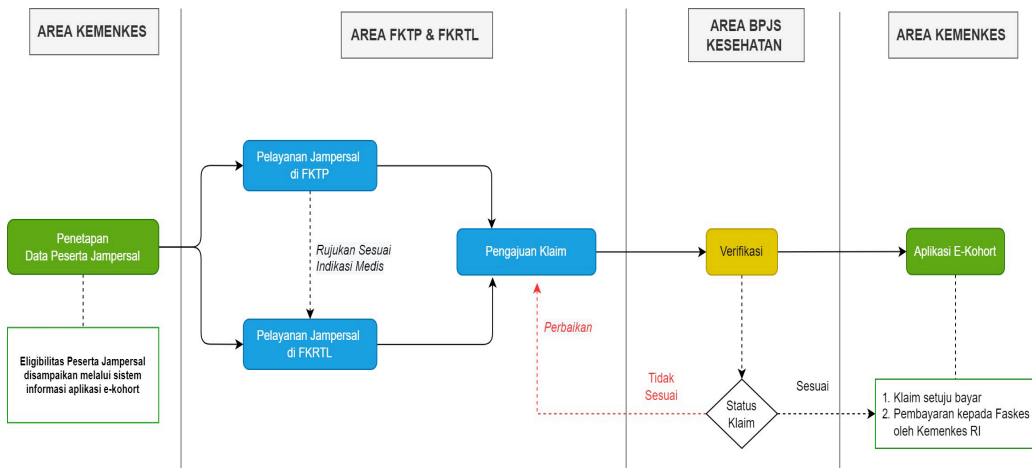 AREA KEMENKES
AREA FKTP & FKRTL
AREA BPJS
KESEHATAN
AREA KEMENKES
Penetapan
Data Peserta Jampersal
Eligibilitas Peserta Jampersal
disampaikan melalui sistem
informasi aplikasi e-kohort
Pelayanan Jampersal
di FKTP
Rujukan Sesuai
Indikasi Medis
Pelayanan Jampersal
di FKRTL
Pengajuan Klaim
Perbaikan
Tidak
Sesuai
Verifikasi
Status
Klaim
Sesuai
Aplikasi E-Kohort
1. Klaim setuju bayar
2. Pembayaran kepada Faskes
oleh Kemenkes RI